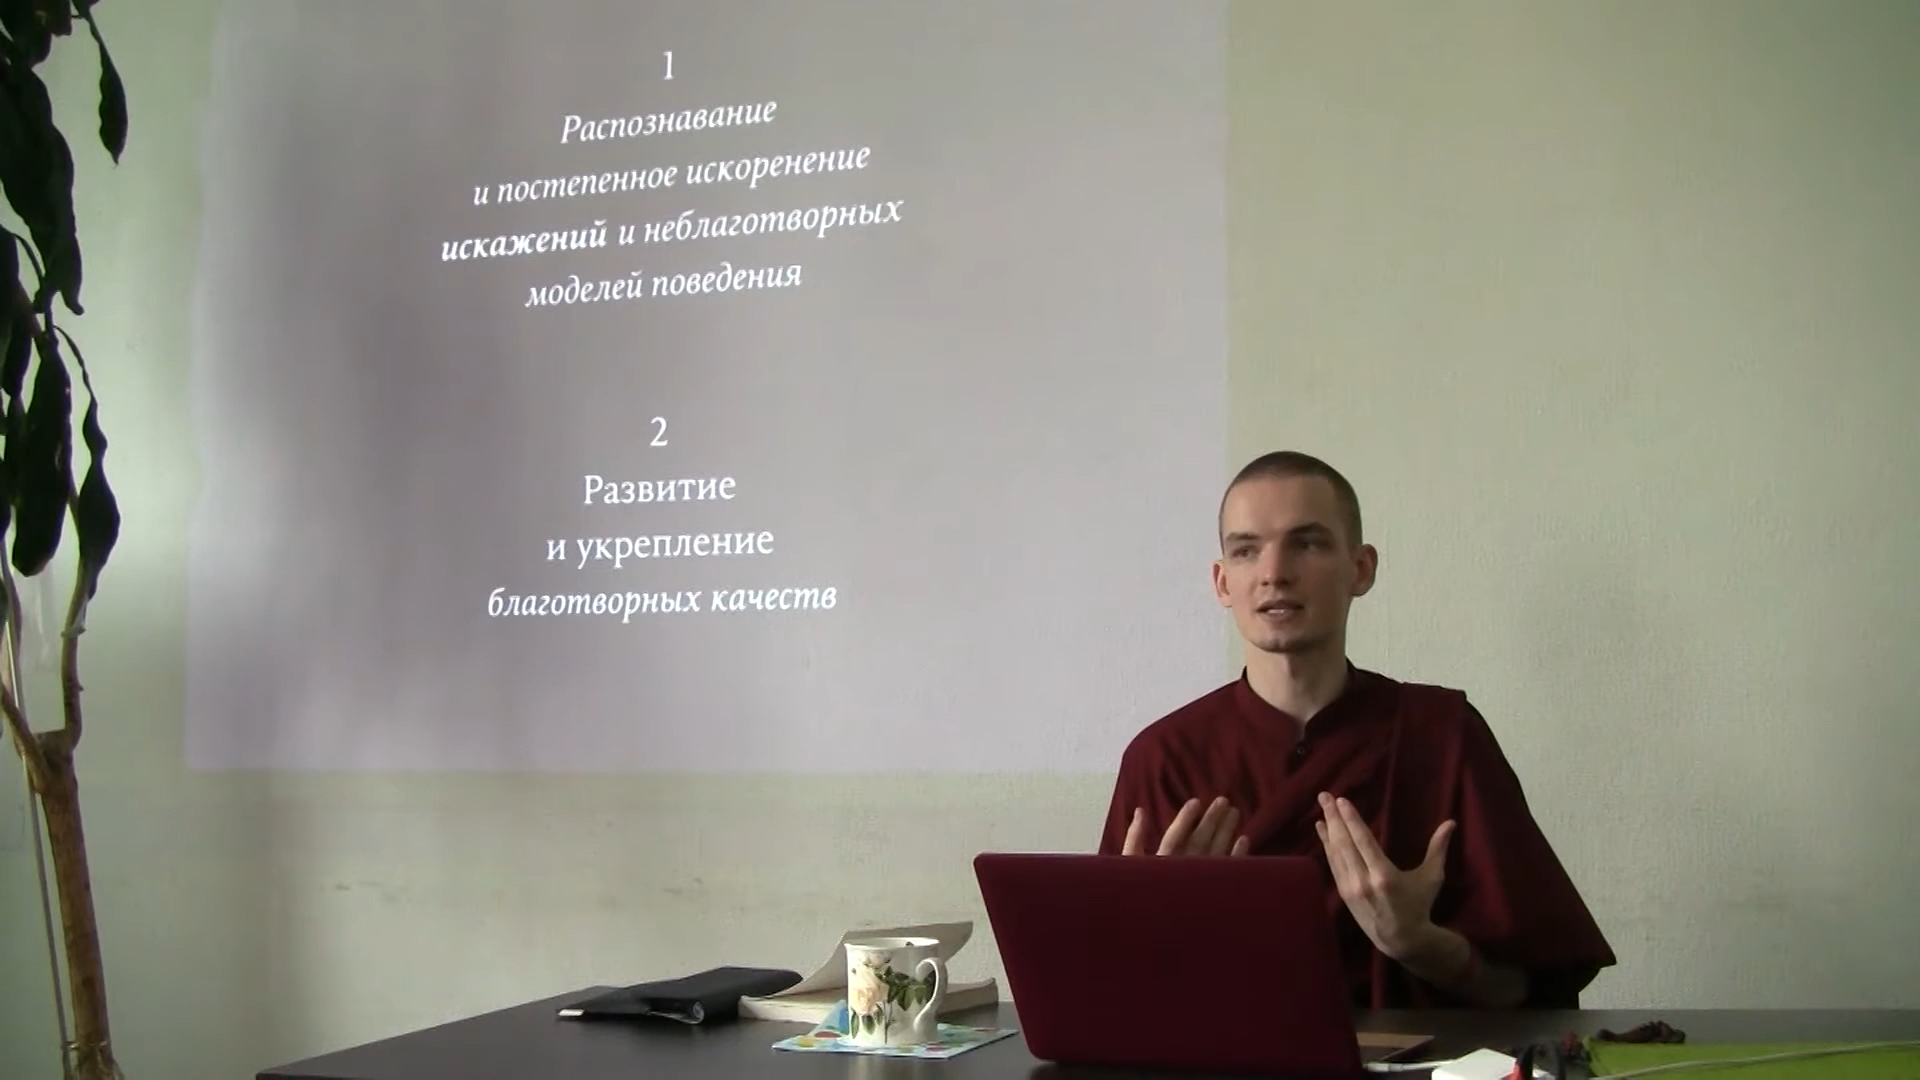 1
Распознавание
и постепенное искоренение
искажений и неблаготворных
моделей поведения
2
Развитие
и укрепление
благотворных качеств